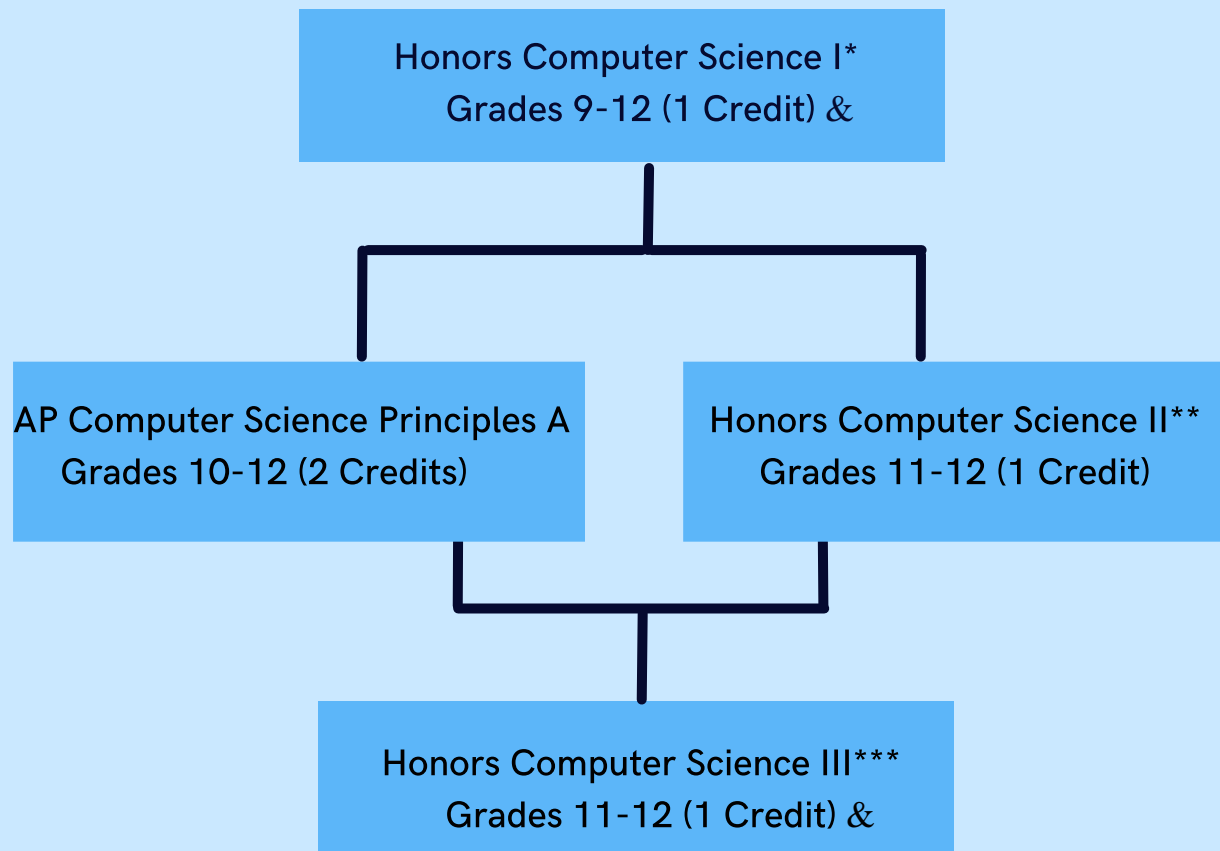 Honors Computer Science I*
Grades 9-12 (1 Credit) &
AP Computer Science Principles A
Grades 10-12 (2 Credits)
Honors Computer Science II**
Grades 11-12 (1 Credit)
Honors Computer Science III***
Grades 11-12 (1 Credit) &